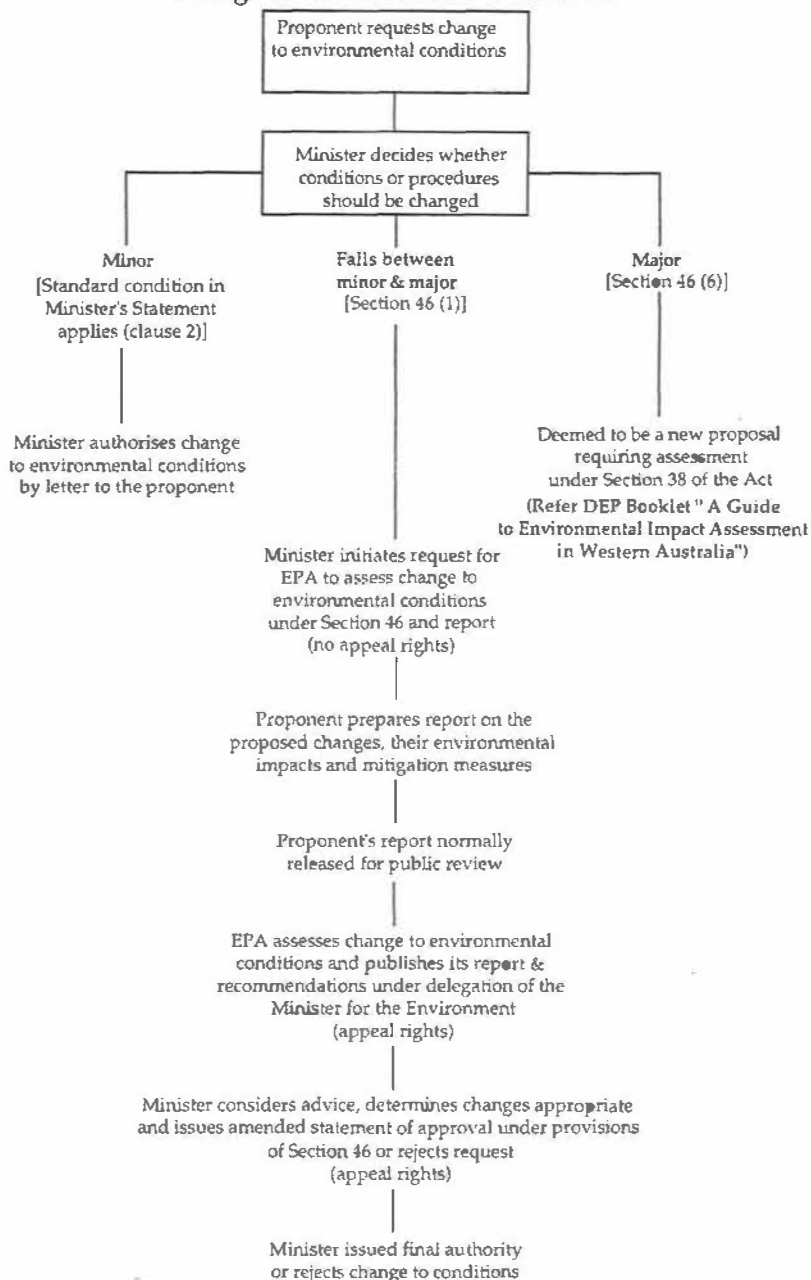 Proponent requests change
to environmental conditions
Minister decides whether
conditions or procedures
should be changed
Minor
[Standard condition in
Minister's Statement
applies (clause 2)]
Falls between
minor & major
[Section 46 (1)]
Major
[Section 46 (6)]
Minister authorises change
to environmental conditions
by letter to the proponent
Deemed to be a new proposal
requiring assessment
under Section 38 of the Act
(Refer DEP Booklet " A Guide
to Environmental Impact Assessment
in Western Australia")
Minister initiates request for
EPA to assess change to
environmental conditions
under Section 46 and report
(no appeal rights)
Proponent prepares report on the
proposed changes, their environmental
impacts and mitigation measures
Proponent's report normally
released for public review
EPA assesses change to environmental
conditions and publishes its report &
recommendations under delegation of the
Minister for the Environment
(appeal rights)
Minister considers advice, determines changes appropriate
and issues amended statement of approval under provisions
of Section 46 or rejects request
(appeal rights)
Minister issued final authority
or rejects change to conditions